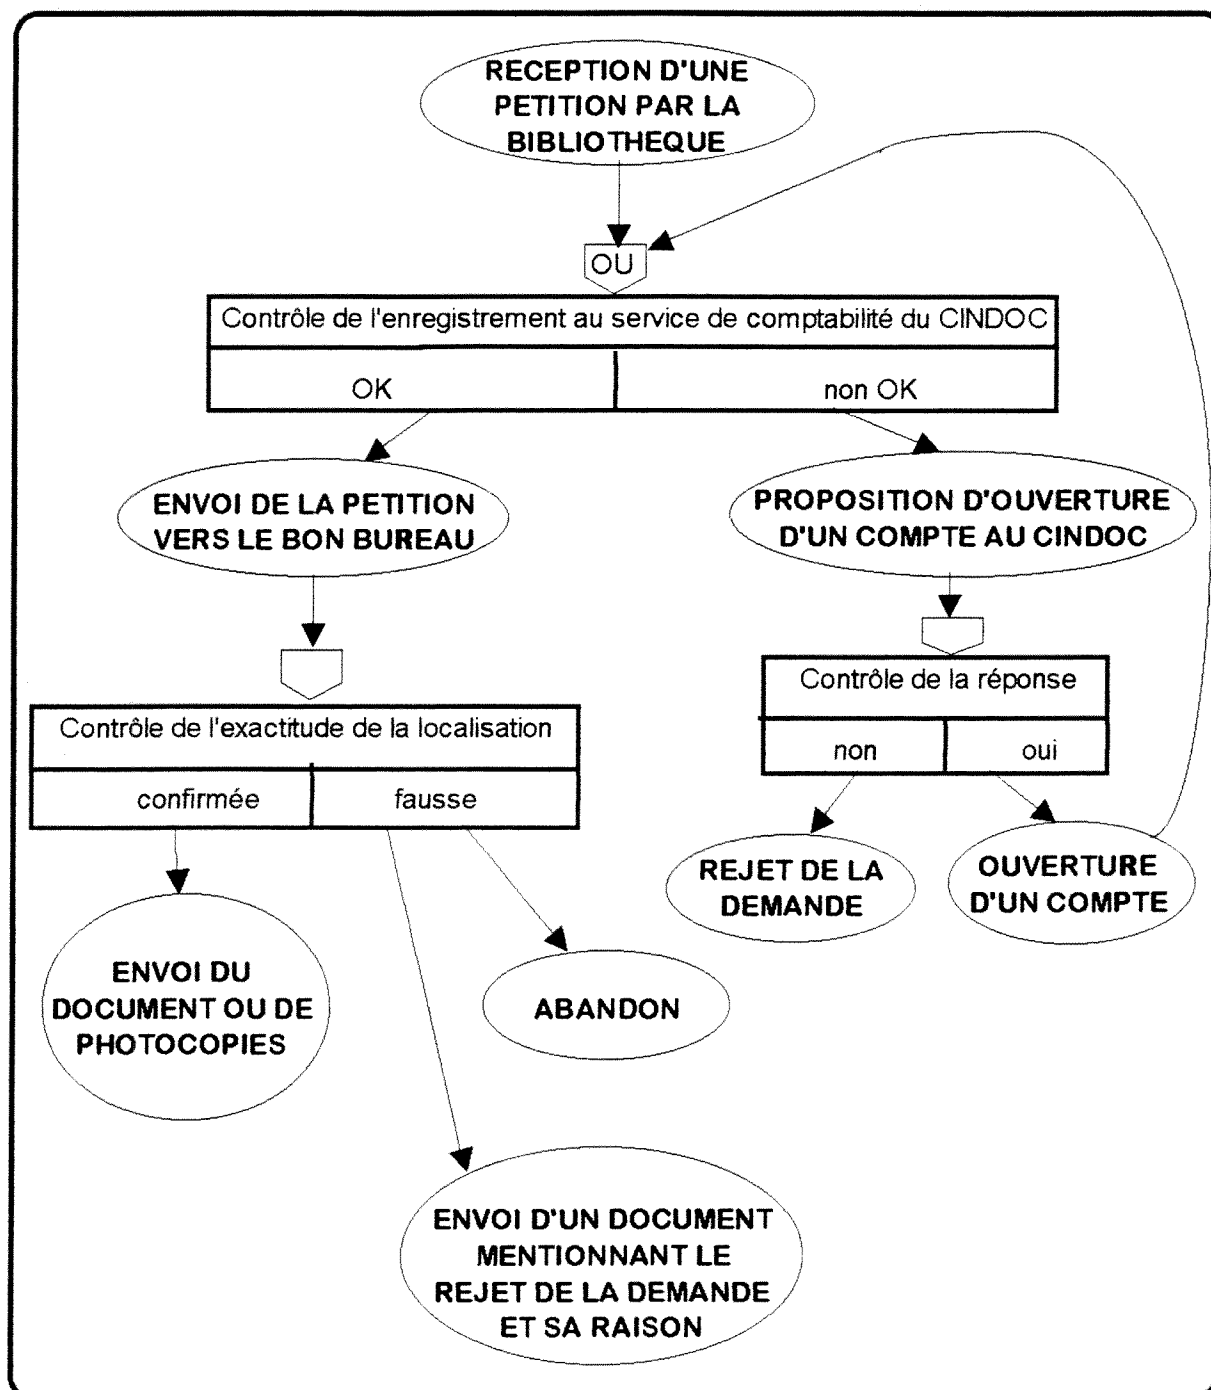 RECEPTION D'UNE
PETITION PAR LA
BIBLIOTHEQUE
OU
Contrôle de l'enregistrement au service de comptabilité du CINDOC
OK
non OK
ENVOI DE LA PETITION
VERS LE BON BUREAU
PROPOSITION D'OUVERTURE
D'UN COMPTE AU CINDOC
Contrôle de l'exactitude de la localisation
confirmée
fausse
Contrôle de la réponse
non
oui
REJET DE LA
DEMANDE
OUVERTURE
D'UN COMPTE
ENVOI DU
DOCUMENT OU DE
PHOTOCOPIES
ABANDON
ENVOI D'UN DOCUMENT
MENTIONNANT LE
REJET DE LA DEMANDE
ET SA RAISON